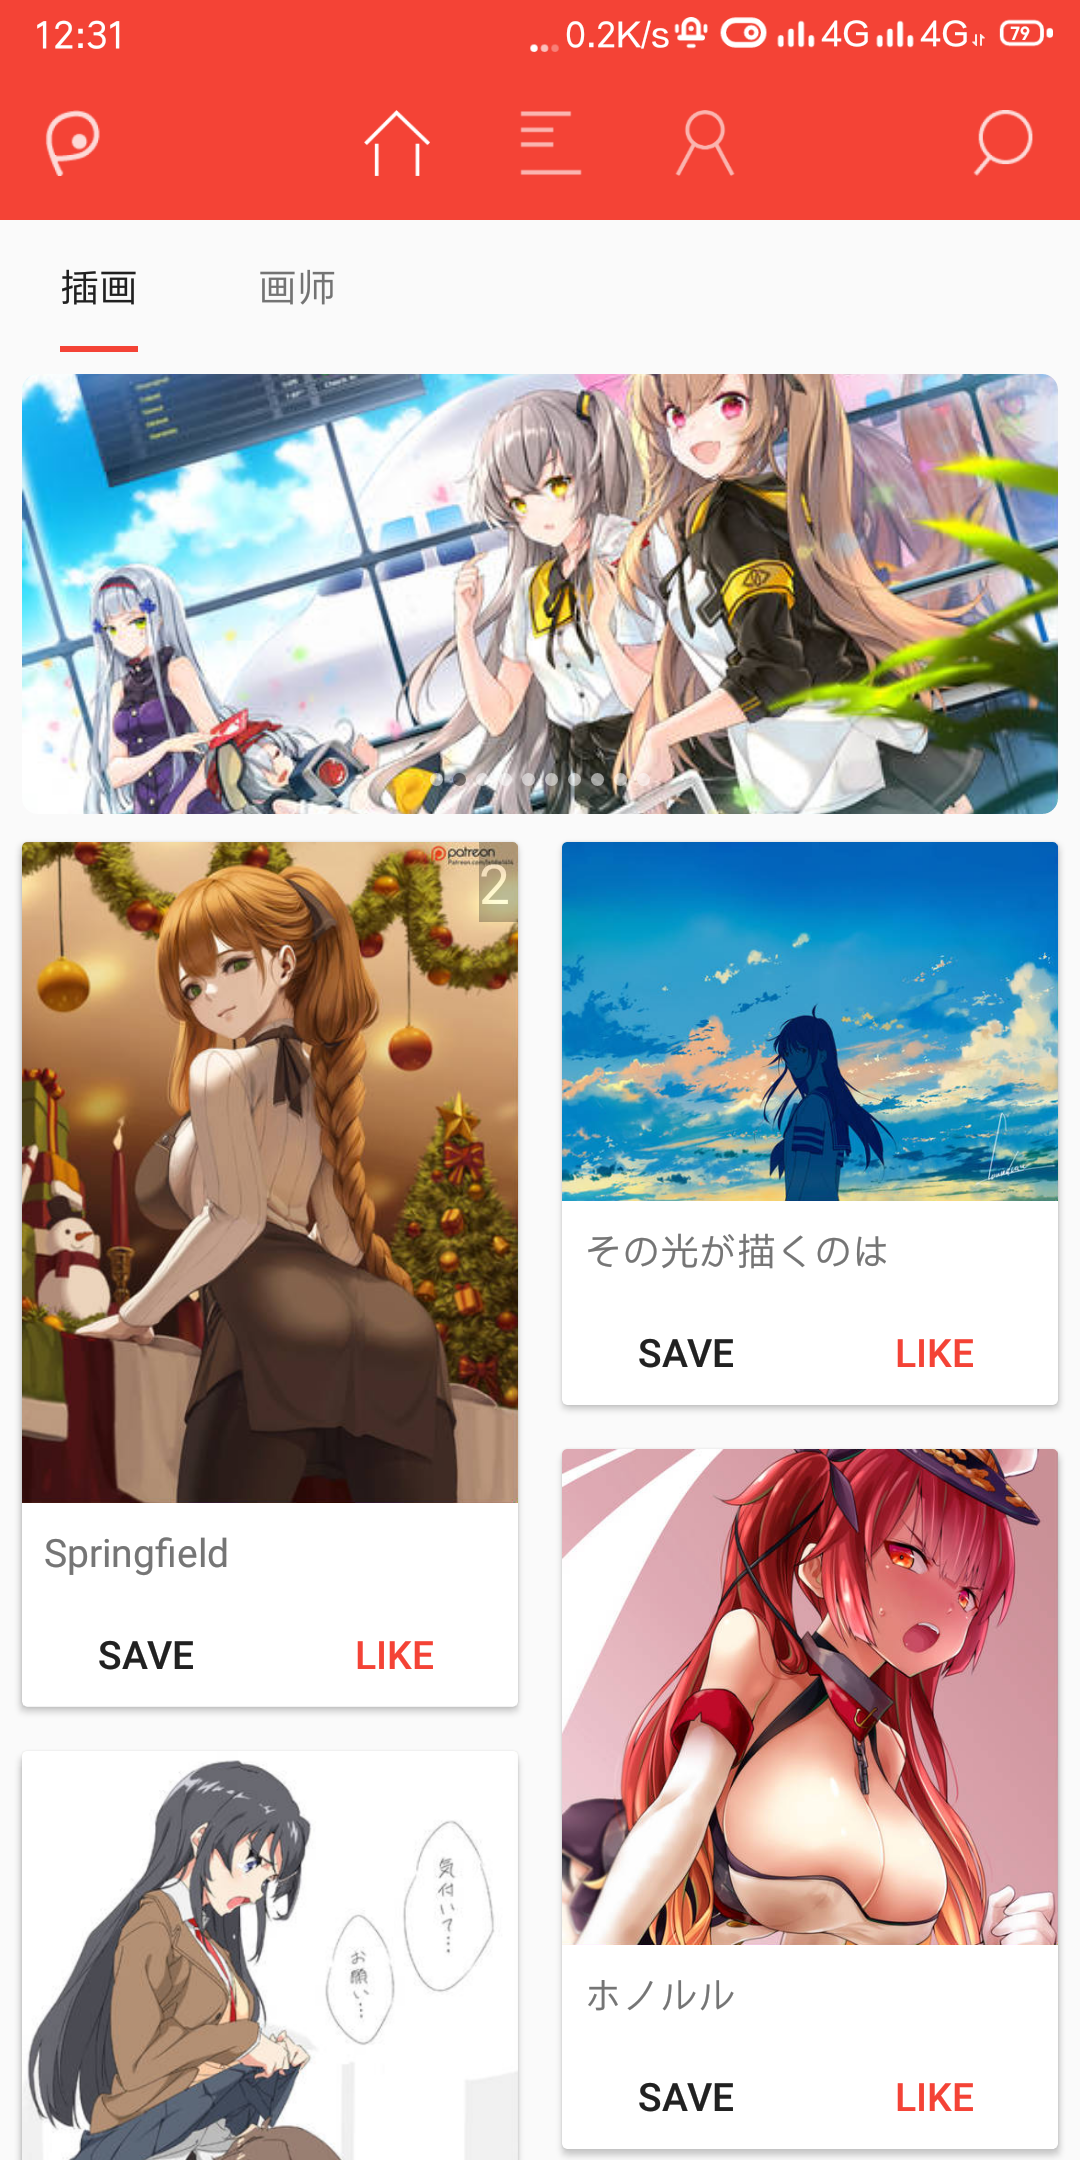 12:31
0.2K/s 4G 4G 79
插画 画师
patreon
2
Springfield
SAVE LIKE
その光が描くのは
SAVE LIKE
ホノルル
SAVE LIKE
気付いて…
お願い…